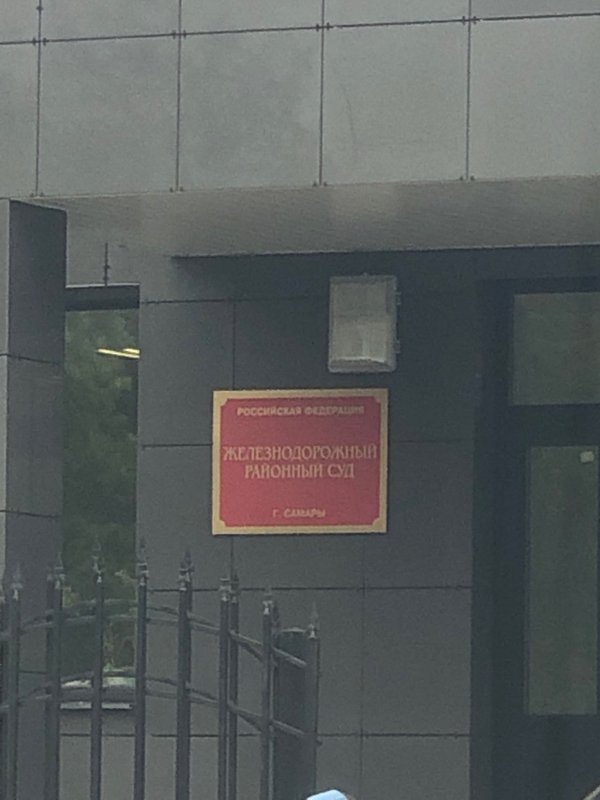 РОССИЙСКАЯ ФЕДЕРАЦИЯ
ЖЕЛЕЗНОДОРОЖНЫЙ
РАЙОННЫЙ СУД
Г. САМАРЫ